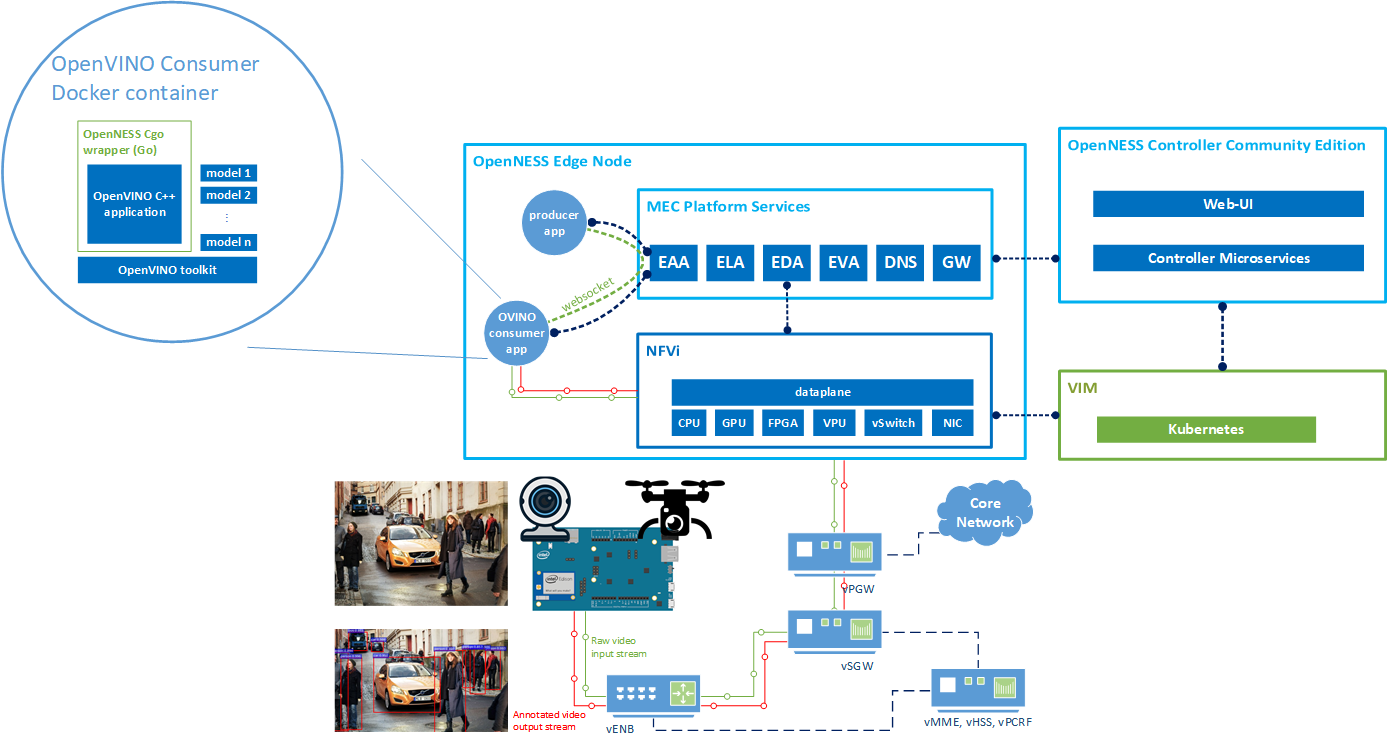 OpenVINO Consumer
Docker container
OpenNESS Cgo
wrapper (Go)
OpenVINO C++
application
model 1
model 2
⋮
model n
OpenVINO toolkit
OpenNESS Edge Node
producer
app
MEC Platform Services
EAA
ELA
EDA
EVA
DNS
GW
websocket
OVINO
consumer
app
NFVi
dataplane
CPU
GPU
FPGA
VPU
vSwitch
NIC
OpenNESS Controller Community Edition
Web-UI
Controller Microservices
VIM
Kubernetes
Core
Network
vPGW
vSGW
vMME, vHSS, vPCRF
Raw video
input stream
Annotated video
output stream
vENB
intel
intel Edison